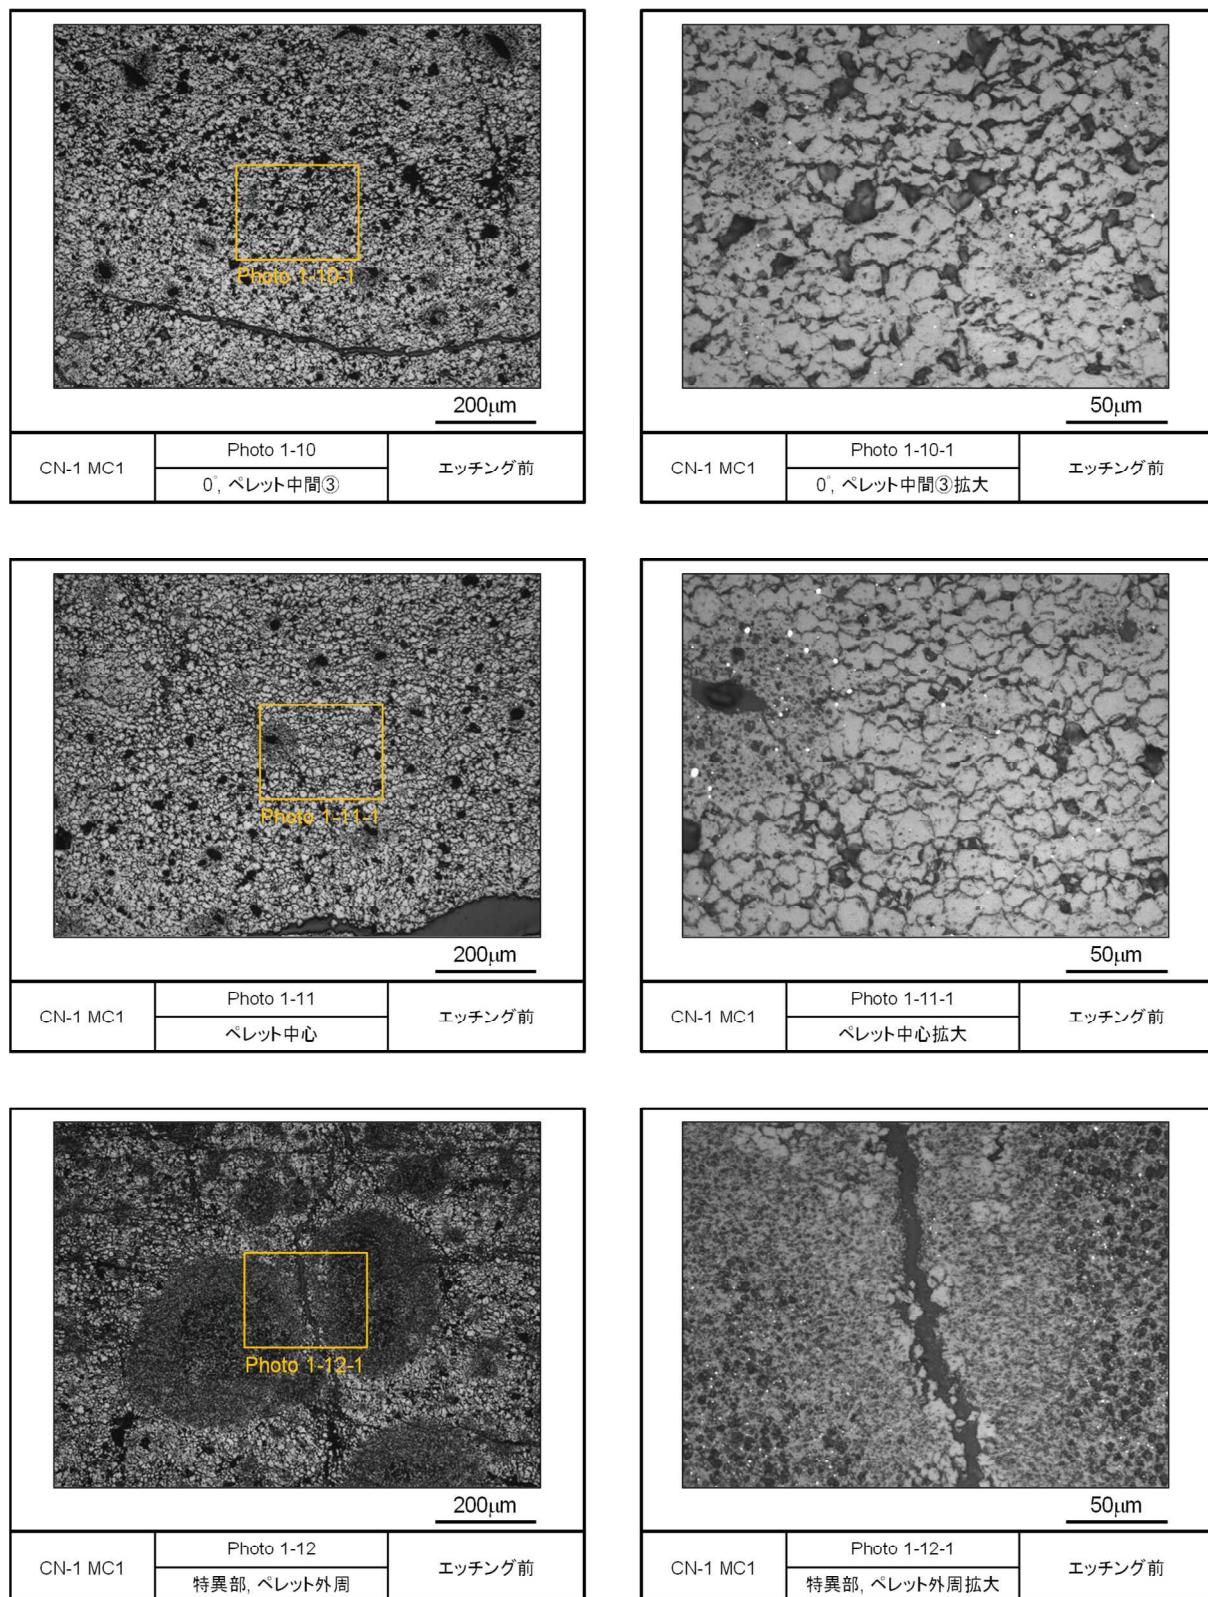 Photo 1-10-1
200μm
CN-1 MC1
Photo 1-10
0°, ペレット中間③
エッチング前
50μm
CN-1 MC1
Photo 1-10-1
0°, ペレット中間③拡大
エッチング前
Photo 1-11-1
200μm
CN-1 MC1
Photo 1-11
ペレット中心
エッチング前
50μm
CN-1 MC1
Photo 1-11-1
ペレット中心拡大
エッチング前
Photo 1-12-1
200μm
CN-1 MC1
Photo 1-12
特異部, ペレット外周
エッチング前
50μm
CN-1 MC1
Photo 1-12-1
特異部, ペレット外周拡大
エッチング前